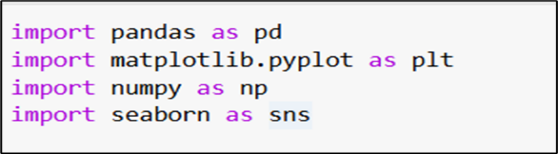 import pandas as pd
import matplotlib.pyplot as plt
import numpy as np
import seaborn as sns